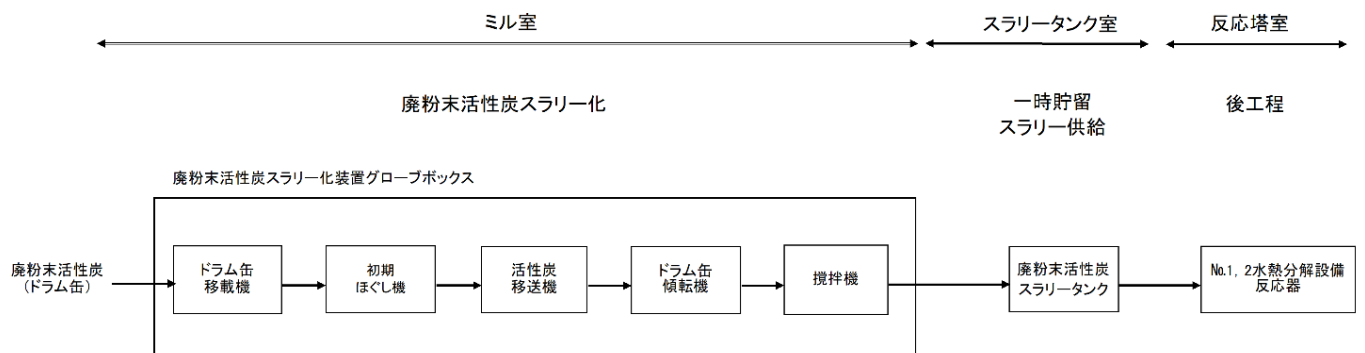 ミル室
スラリータンク室
反応塔室
廃粉末活性炭スラリー化
一時貯留
スラリー供給
後工程
廃粉末活性炭スラリー化装置グローブボックス
廃粉末活性炭
（ドラム缶）
ドラム缶
移載機
初期
ほぐし機
活性炭
移送機
ドラム缶
傾転機
撹拌機
廃粉末活性炭
スラリータンク
No.1, 2水熱分解設備
反応器